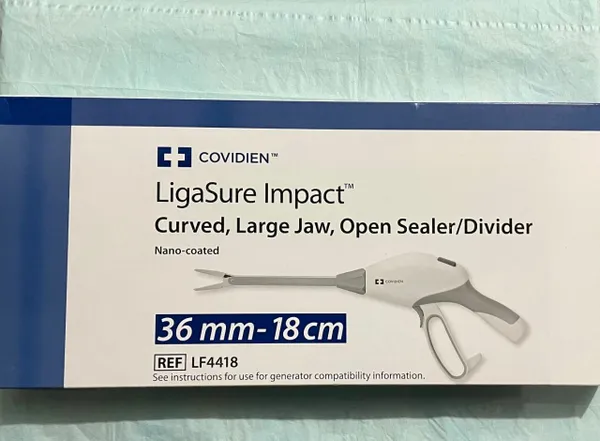 COVIDIEN™
LigaSure Impact™
Curved, Large Jaw, Open Sealer/Divider
Nano-coated
COVIDIEN
36 mm - 18 cm
REF LF4418
See instructions for use for generator compatibility information.